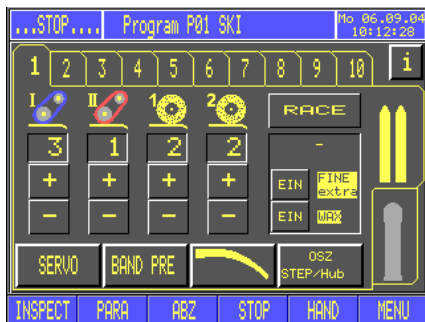 ...STOP.... Program P01 SKI Mo 06.09.04
10:12:28
1 2 3 4 5 6 7 8 9 10 i
I II 1 2 RACE
3 1 2 2 -
+ + + + EIN FINE
extra
- - - - EIN WAX
SERVO BAND PRE OSZ
STEP/Hub
INSPECT PARA ABZ STOP HAND MENU